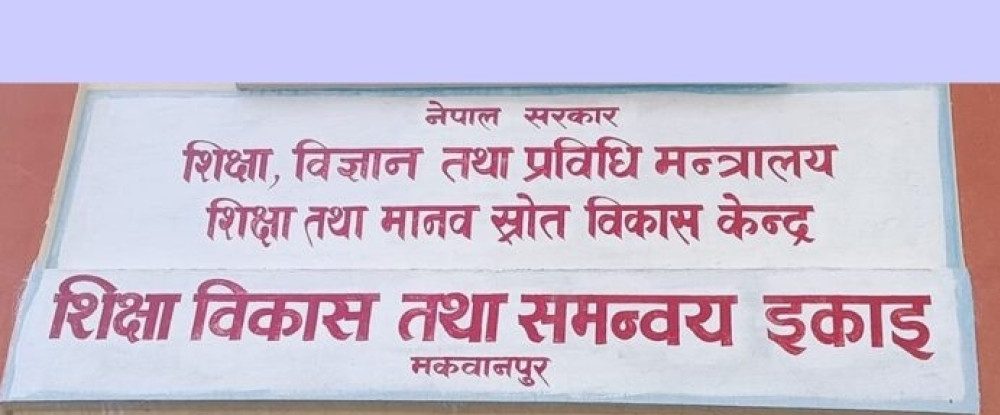 नेपाल सरकार
शिक्षा, विज्ञान तथा प्रविधि मन्त्रालय
शिक्षा तथा मानव स्रोत विकास केन्द्र
शिक्षा विकास तथा समन्वय इकाइ
मकवानपुर